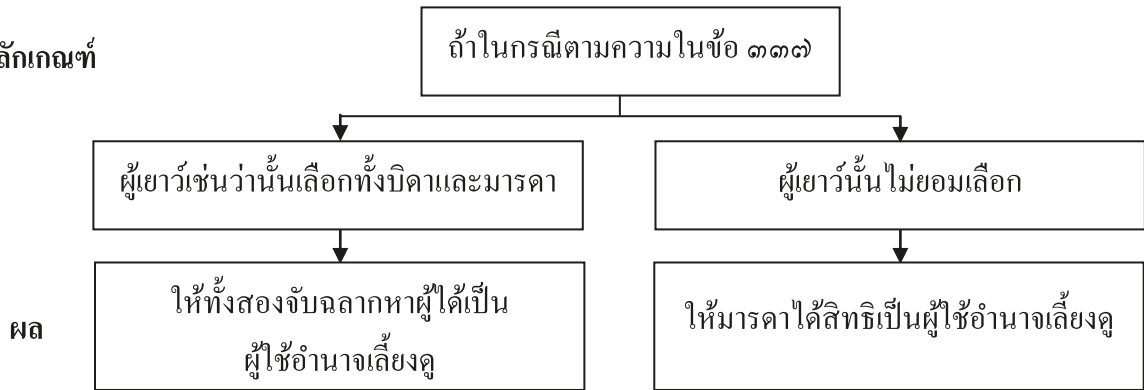 ถ้าในกรณีตามความในข้อ ๓๓๗
ลักเกณฑ์
ผู้เยาว์เช่นว่านั้นเลือกทั้งบิดาและมารดา
ผู้เยาว์นั้นไม่ยอมเลือก
ให้ทั้งสองจับฉลากหาผู้ได้เป็น
ผู้ใช้อำนาจเลี้ยงดู
ให้มารดาได้สิทธิเป็นผู้ใช้อำนาจเลี้ยงดู
ผล